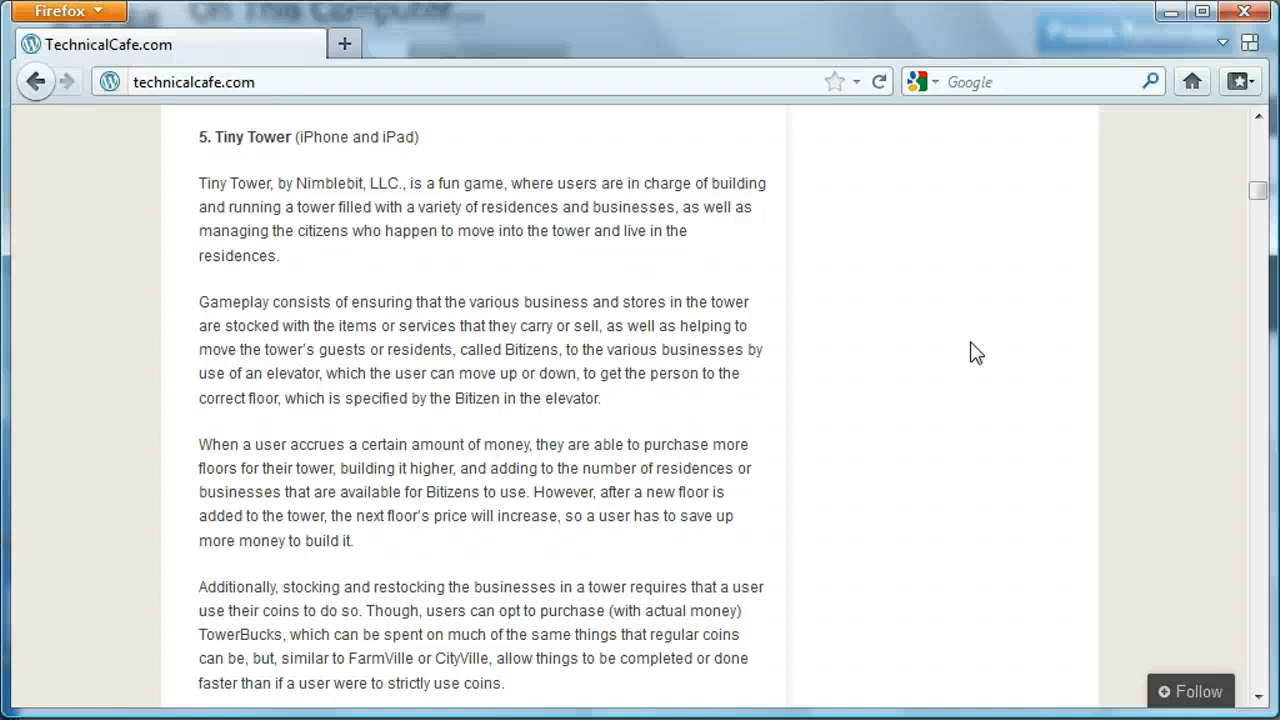 On This Computer...
Firefox
TechnicalCafe.com
technicalcafe.com
Google
5. Tiny Tower (iPhone and iPad)
Tiny Tower, by Nimblebit, LLC., is a fun game, where users are in charge of building
and running a tower filled with a variety of residences and businesses, as well as
managing the citizens who happen to move into the tower and live in the
residences.
Gameplay consists of ensuring that the various business and stores in the tower
are stocked with the items or services that they carry or sell, as well as helping to
move the tower's guests or residents, called Bitizens, to the various businesses by
use of an elevator, which the user can move up or down, to get the person to the
correct floor, which is specified by the Bitizen in the elevator.
When a user accrues a certain amount of money, they are able to purchase more
floors for their tower, building it higher, and adding to the number of residences or
businesses that are available for Bitizens to use. However, after a new floor is
added to the tower, the next floor's price will increase, so a user has to save up
more money to build it.
Additionally, stocking and restocking the businesses in a tower requires that a user
use their coins to do so. Though, users can opt to purchase (with actual money)
TowerBucks, which can be spent on much of the same things that regular coins
can be, but, similar to FarmVille or CityVille, allow things to be completed or done
faster than if a user were to strictly use coins.
Follow